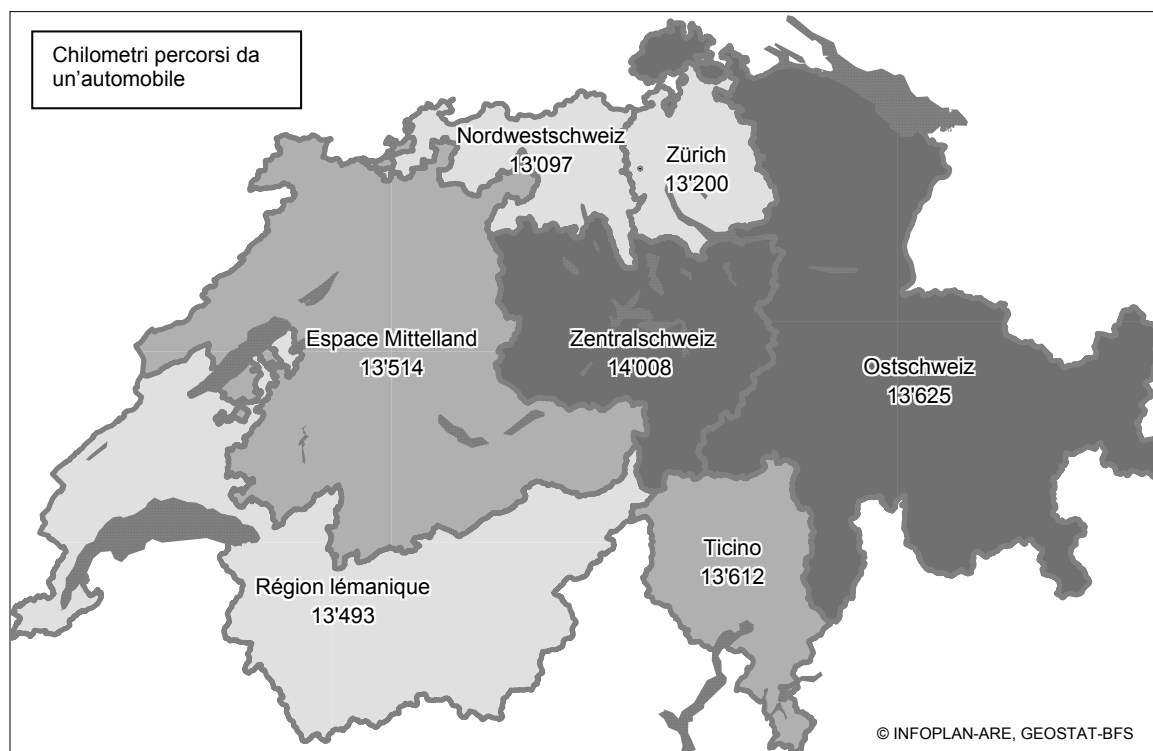 Chilometri percorsi da
un'automobile
Nordwestschweiz
13'097
Zürich
13'200
Espace Mittelland
13'514
Zentralschweiz
14'008
Ostschweiz
13'625
Ticino
13'612
Région lémanique
13'493
© INFOPLAN-ARE, GEOSTAT-BFS